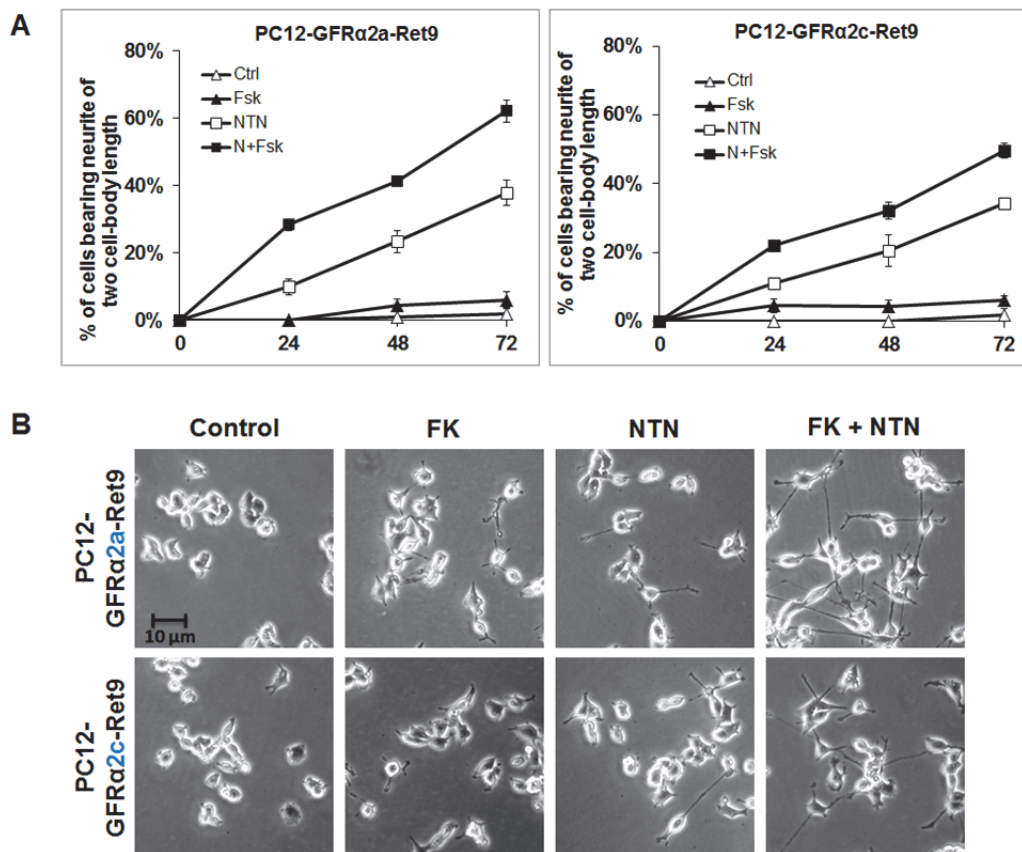 A
PC12-GFRα2a-Ret9
% of cells bearing neurite of
two cell-body length
80%
60%
40%
20%
0%
Ctrl
Fsk
NTN
N+Fsk
0 24 48 72
PC12-GFRα2c-Ret9
% of cells bearing neurite of
two cell-body length
80%
60%
40%
20%
0%
Ctrl
Fsk
NTN
N+Fsk
0 24 48 72
B
Control FK NTN FK + NTN
PC12-
GFRα2a-Ret9
10 µm
PC12-
GFRα2c-Ret9